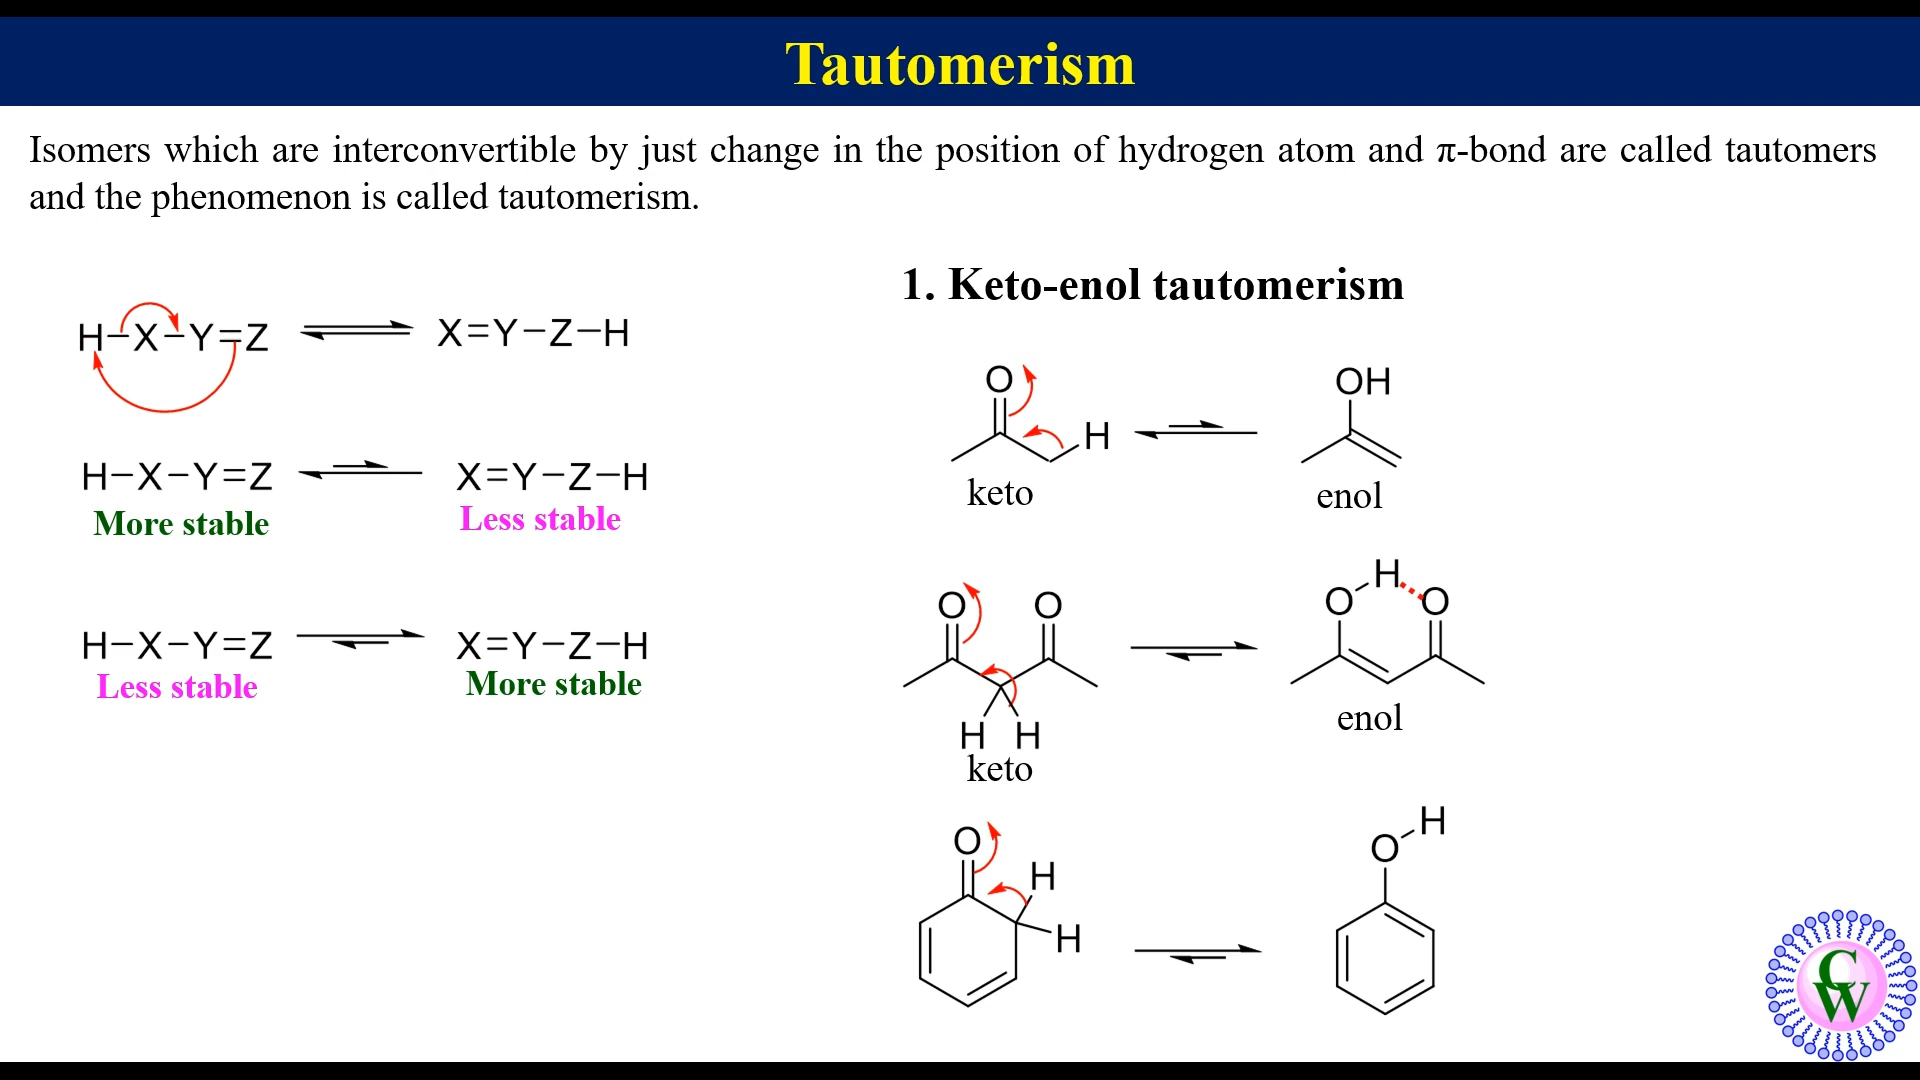 Tautomerism
Isomers which are interconvertible by just change in the position of hydrogen atom and π-bond are called tautomers
and the phenomenon is called tautomerism.
H−X−Y=Z X=Y−Z−H
H−X−Y=Z X=Y−Z−H
More stable Less stable
H−X−Y=Z X=Y−Z−H
Less stable More stable
1. Keto-enol tautomerism
O OH
H
keto enol
H
O O O O
H H
keto enol
O H
H O
H
C
W